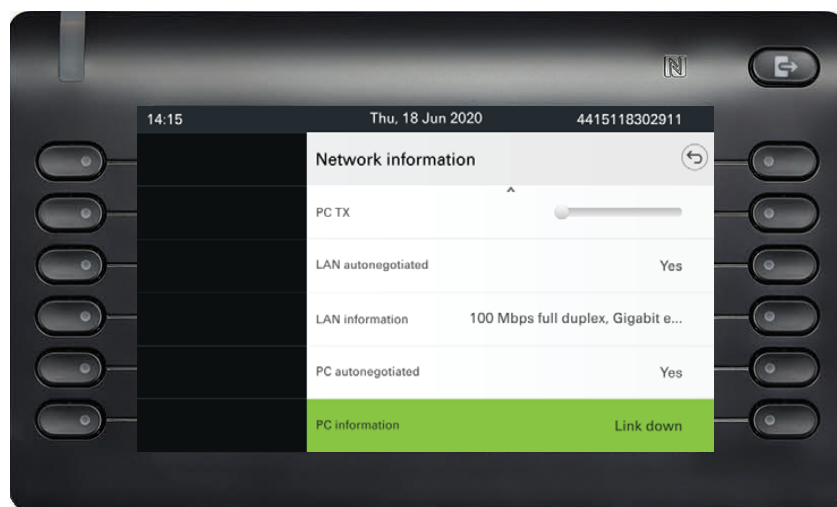 14:15 Thu, 18 Jun 2020 4415118302911
Network information
PC TX
LAN autonegotiated Yes
LAN information 100 Mbps full duplex, Gigabit e...
PC autonegotiated Yes
PC information Link down